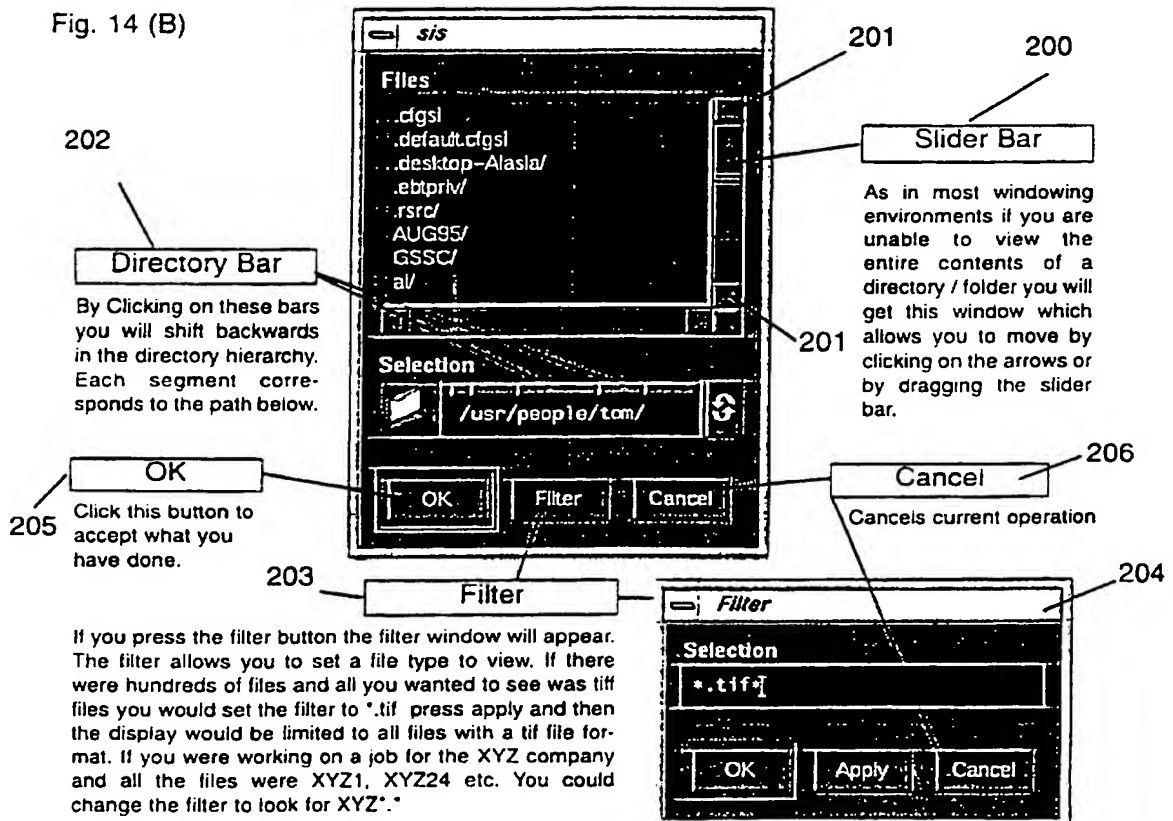 Fig. 14 (B)
sis
201
200
Files
.cfgsl
.default.cfgsl
.desktop-Alasla/
.ebtpriv/
.rsrc/
AUG95/
GSSC/
al/
202
Slider Bar
As in most windowing
environments if you are
unable to view the
entire contents of a
directory / folder you will
get this window which
allows you to move by
clicking on the arrows or
by dragging the slider
bar.
Directory Bar
By Clicking on these bars
you will shift backwards
in the directory hierarchy.
Each segment corre-
sponds to the path below.
201
Selection
/usr/people/tom/
OK
Filter
Cancel
OK
205
Click this button to
accept what you
have done.
Cancel
206
Cancels current operation
203
Filter
If you press the filter button the filter window will appear.
The filter allows you to set a file type to view. If there
were hundreds of files and all you wanted to see was tiff
files you would set the filter to *.tif press apply and then
the display would be limited to all files with a tif file for-
mat. If you were working on a job for the XYZ company
and all the files were XYZ1, XYZ24 etc. You could
change the filter to look for XYZ*.*
204
Filter
Selection
*.tif*
OK
Apply
Cancel